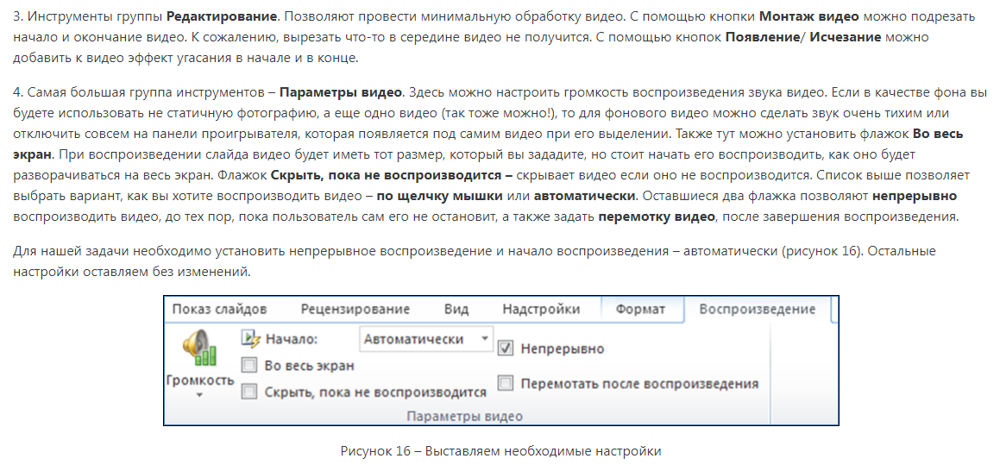 3. Инструменты группы Редактирование. Позволяют провести минимальную обработку видео. С помощью кнопки Монтаж видео можно подрезать
начало и окончание видео. К сожалению, вырезать что-то в середине видео не получится. С помощью кнопок Появление/ Исчезание можно
добавить к видео эффект угасания в начале и в конце.
4. Самая большая группа инструментов – Параметры видео. Здесь можно настроить громкость воспроизведения звука видео. Если в качестве фона вы
будете использовать не статичную фотографию, а еще одно видео (так тоже можно!), то для фонового видео можно сделать звук очень тихим или
отключить совсем на панели проигрывателя, которая появляется под самим видео при его выделении. Также тут можно установить флажок Во весь
экран. При воспроизведении слайда видео будет иметь тот размер, который вы зададите, но стоит начать его воспроизводить, как оно будет
разворачиваться на весь экран. Флажок Скрыть, пока не воспроизводится – скрывает видео если оно не воспроизводится. Список выше позволяет
выбрать вариант, как вы хотите воспроизводить видео – по щелчку мышки или автоматически. Оставшиеся два флажка позволяют непрерывно
воспроизводить видео, до тех пор, пока пользователь сам его не остановит, а также задать перемотку видео, после завершения воспроизведения.
Для нашей задачи необходимо установить непрерывное воспроизведение и начало воспроизведения – автоматически (рисунок 16). Остальные
настройки оставляем без изменений.
Показ слайдов Рецензирование Вид Надстройки Формат Воспроизведение
Начало: Автоматически
Непрерывно
Во весь экран
Громкость
Перемотать после воспроизведения
Скрыть, пока не воспроизводится
Параметры видео
Рисунок 16 – Выставляем необходимые настройки